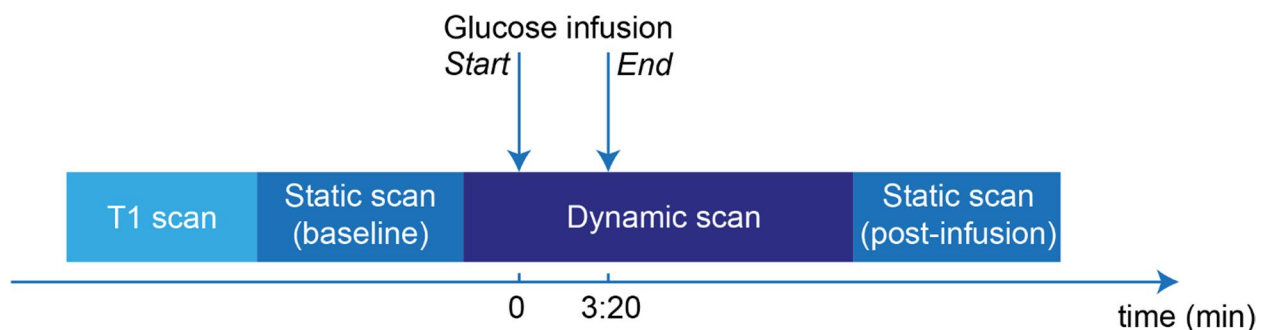 Glucose infusion
Start
End
T1 scan
Static scan
(baseline)
Dynamic scan
Static scan
(post-infusion)
0
3:20
time (min)